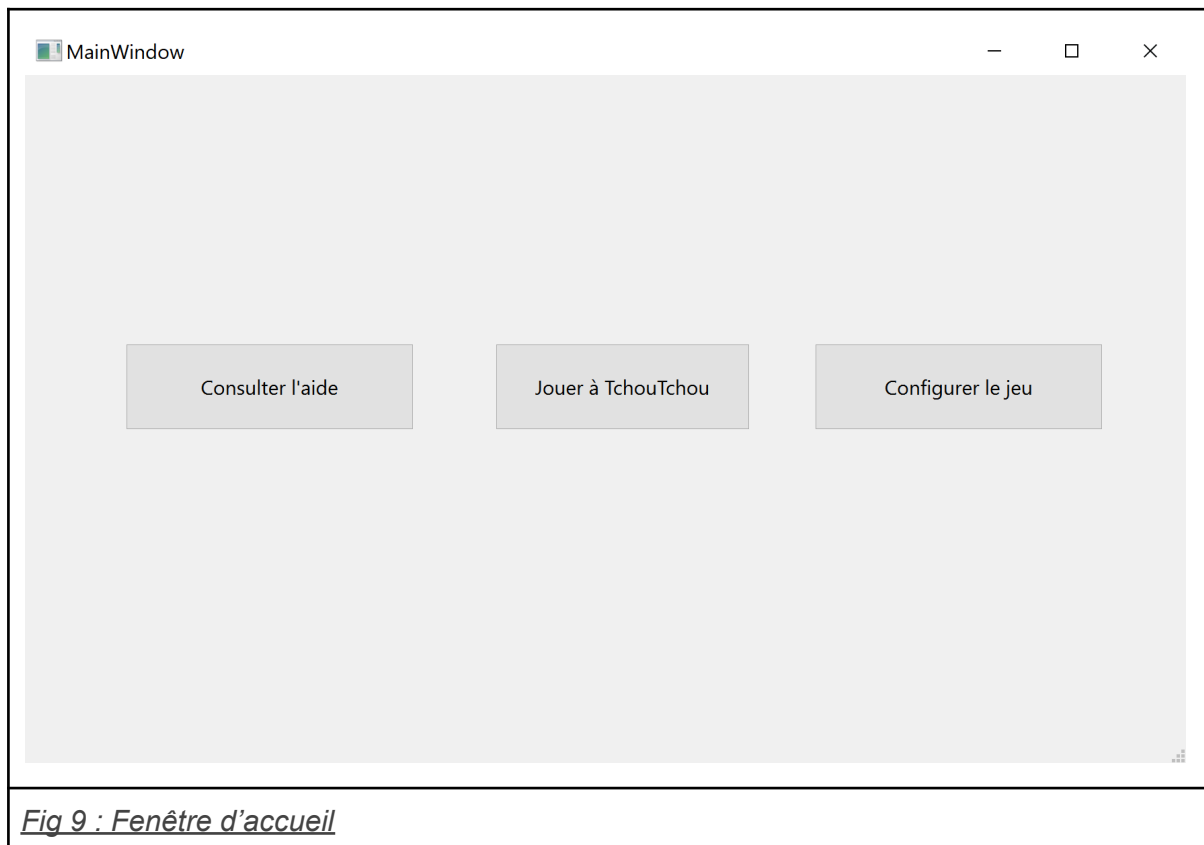 MainWindow
Consulter l'aide
Jouer à TchouTchou
Configurer le jeu
Fig 9 : Fenêtre d’accueil